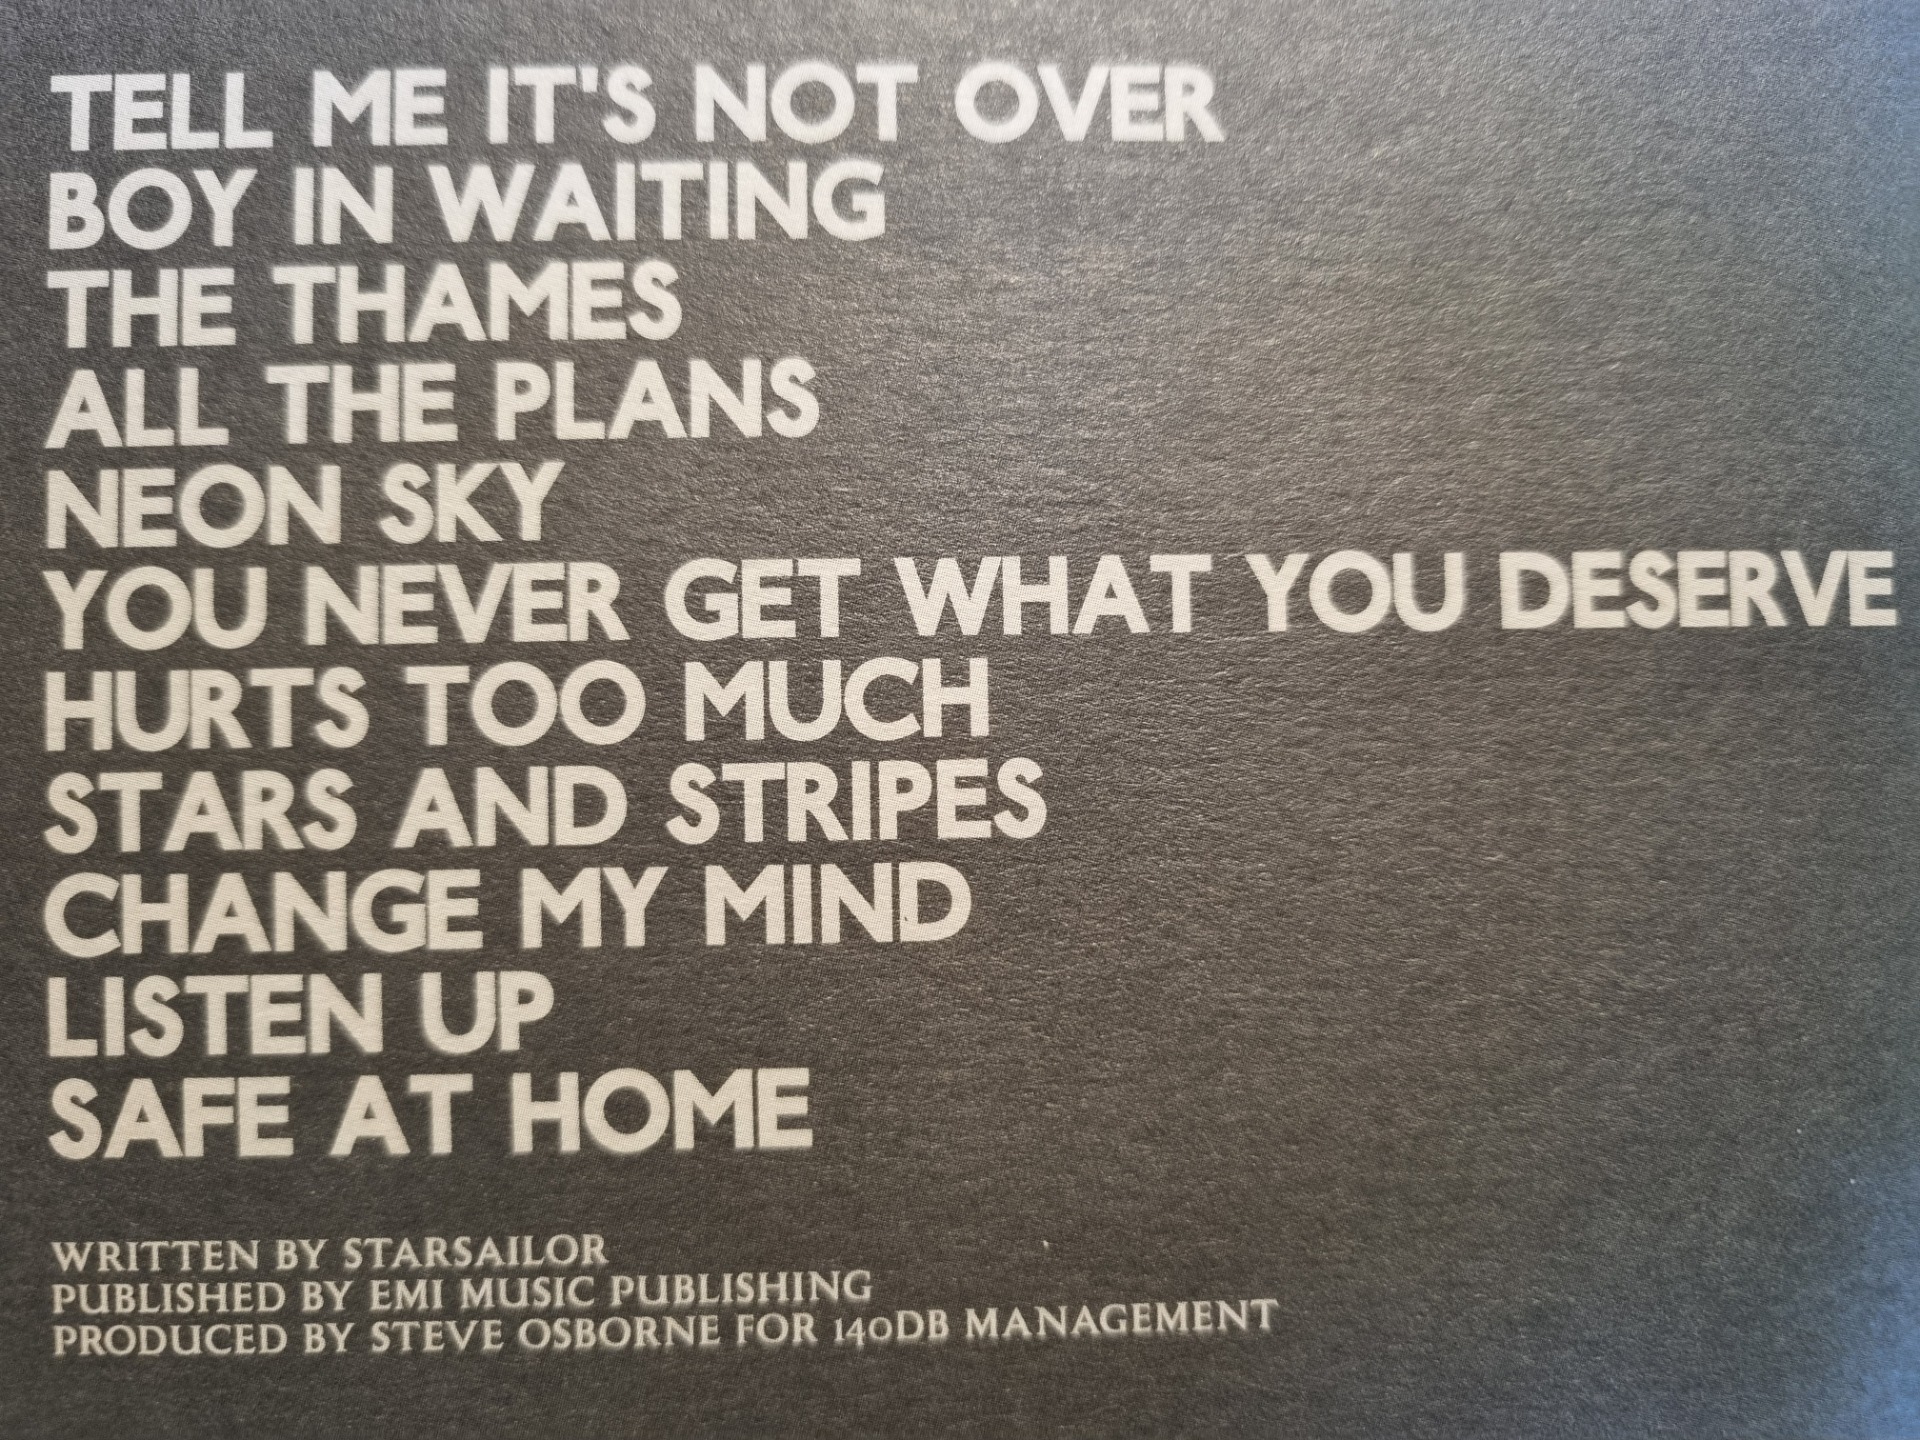 TELL ME IT'S NOT OVER
BOY IN WAITING
THE THAMES
ALL THE PLANS
NEON SKY
YOU NEVER GET WHAT YOU DESERVE
HURTS TOO MUCH
STARS AND STRIPES
CHANGE MY MIND
LISTEN UP
SAFE AT HOME
WRITTEN BY STARSAILOR
PUBLISHED BY EMI MUSIC PUBLISHING
PRODUCED BY STEVE OSBORNE FOR 140DB MANAGEMENT